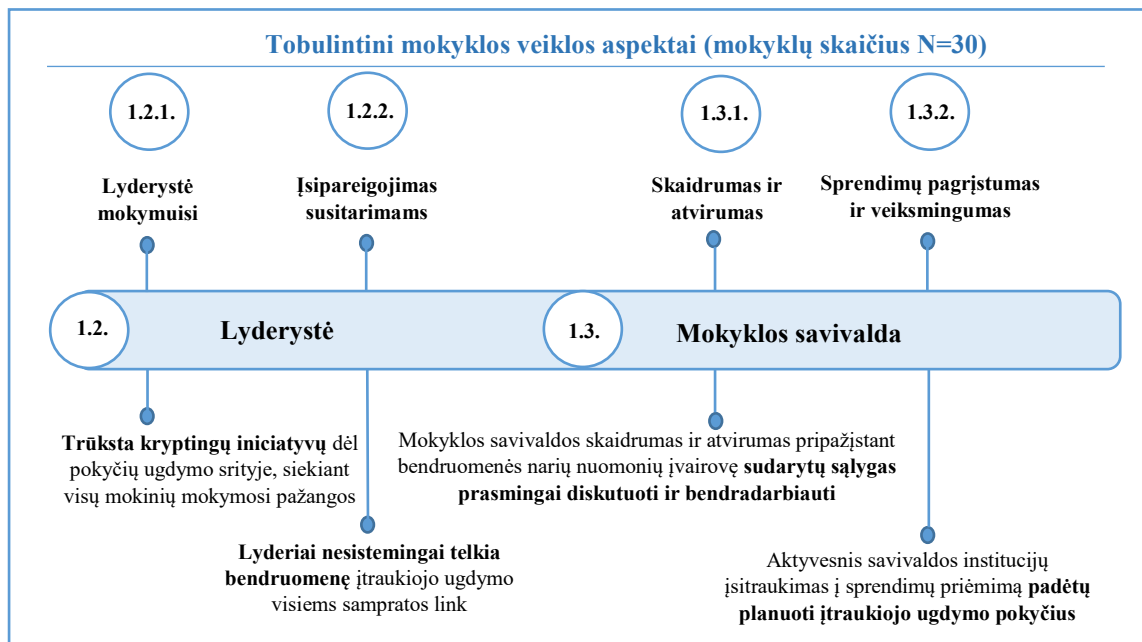 Tobulintini mokyklos veiklos aspektai (mokyklų skaičius N=30)
1.2.1.
1.2.2.
1.3.1.
1.3.2.
Lyderystė
mokymuisi
Įsipareigojimas
susitarimams
Skaidrumas ir
atvirumas
Sprendimų pagrįstumas
ir veiksmingumas
1.2.
Lyderystė
1.3.
Mokyklos savivalda
Trūksta kryptingų iniciatyvų dėl
pokyčių ugdymo srityje, siekiant
visų mokinių mokymosi pažangos
Lyderiai nesistemingai telkia
bendruomenę įtraukiojo ugdymo
visiems sampratos link
Mokyklos savivaldos skaidrumas ir atvirumas pripažįstant
bendruomenės narių nuomonių įvairovę sudarytų sąlygas
prasmingai diskutuoti ir bendradarbiauti
Aktyvesnis savivaldos institucijų
įsitraukimas į sprendimų priėmimą padėtų
planuoti įtraukiojo ugdymo pokyčius